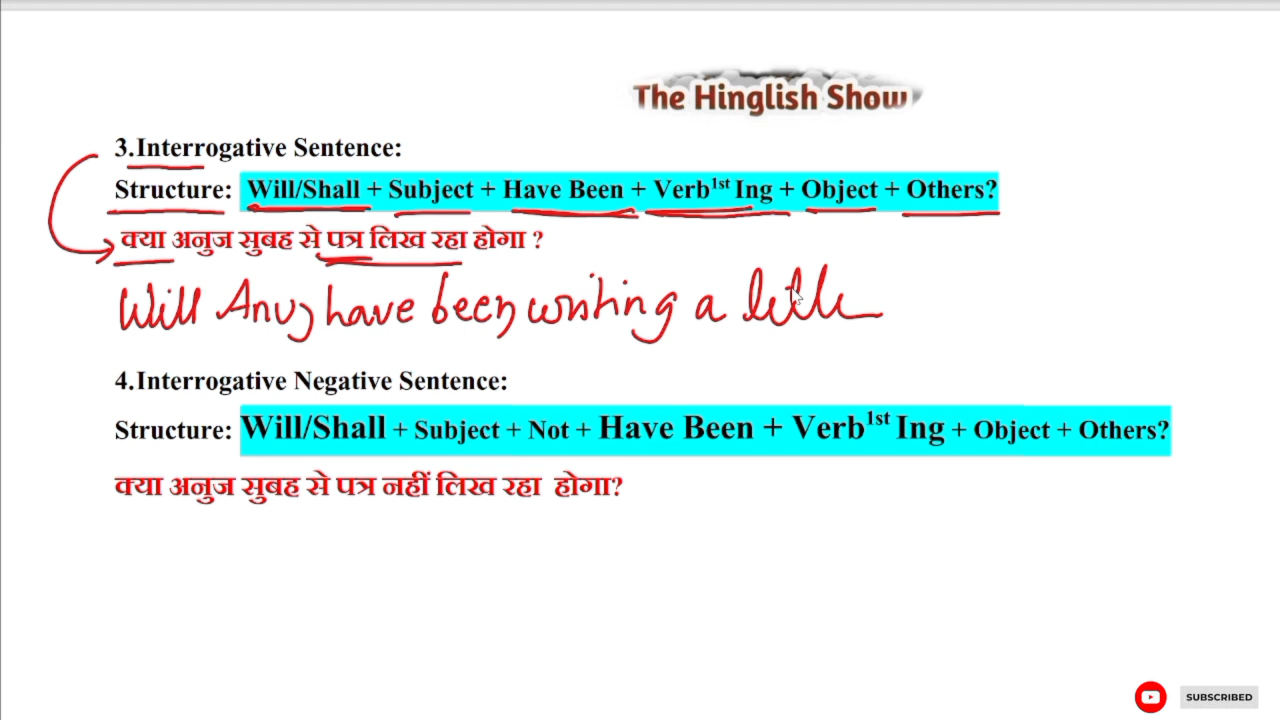 The Hinglish Show
3.Interrogative Sentence:
Structure: Will/Shall + Subject + Have Been + Verb1st Ing + Object + Others?
क्या अनुज सुबह से पत्र लिख रहा होगा ?
Will Anuj have been writing a lette
4.Interrogative Negative Sentence:
Structure: Will/Shall + Subject + Not + Have Been + Verb1st Ing + Object + Others?
क्या अनुज सुबह से पत्र नहीं लिख रहा होगा?
SUBSCRIBED